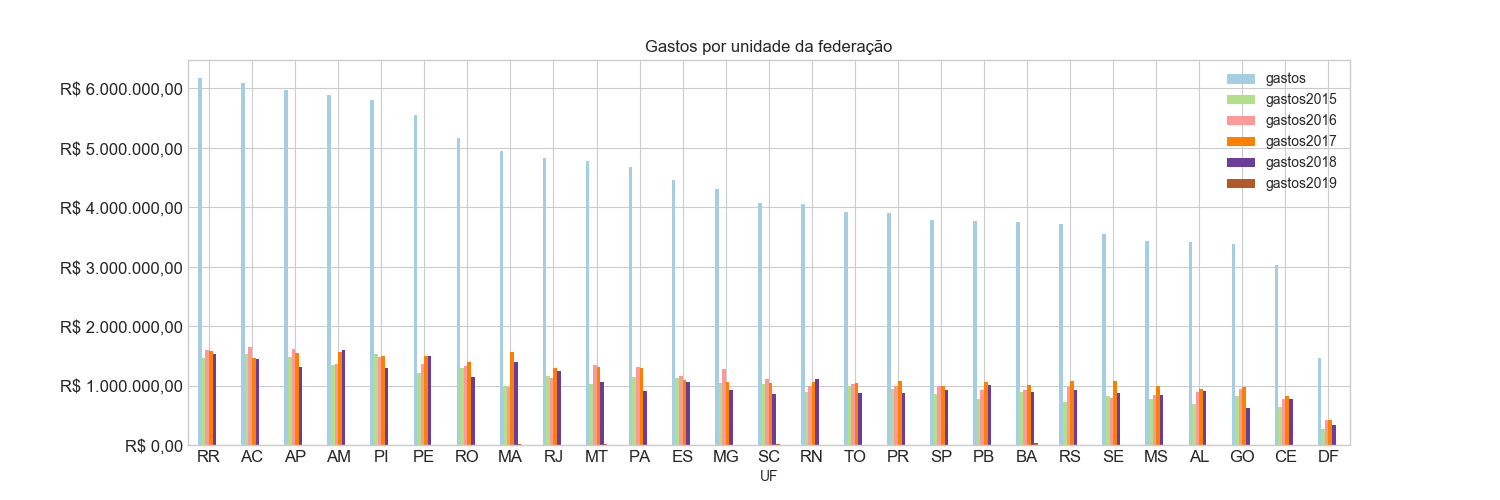 Gastos por unidade da federação
R$ 6.000.000,00
R$ 5.000.000,00
R$ 4.000.000,00
R$ 3.000.000,00
R$ 2.000.000,00
R$ 1.000.000,00
R$ 0,00
gastos
gastos2015
gastos2016
gastos2017
gastos2018
gastos2019
RR AC AP AM PI PE RO MA RJ MT PA ES MG SC RN TO PR SP PB BA RS SE MS AL GO CE DF
UF